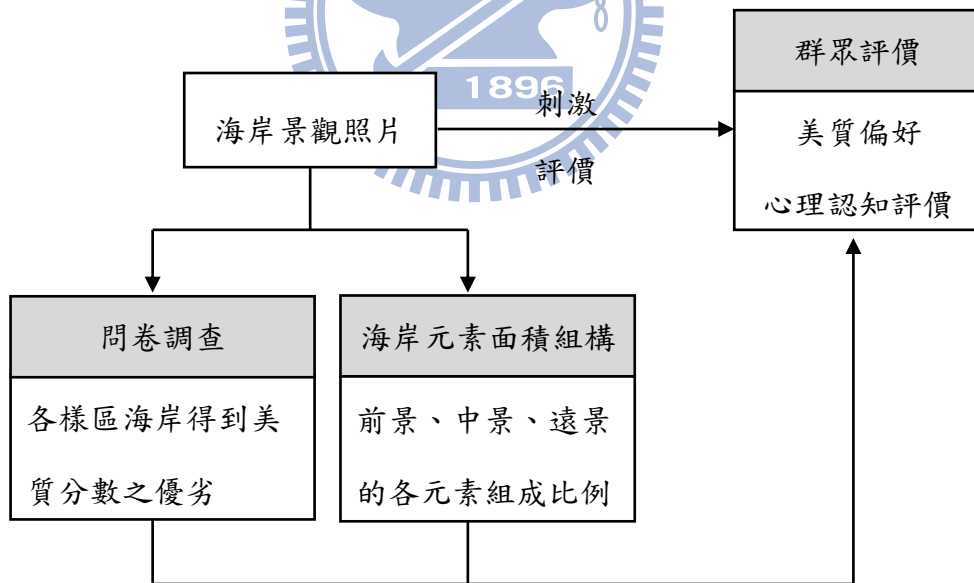 1896
群眾評價
海岸景觀照片
刺激
評價
美質偏好
心理認知評價
問卷調查
各樣區海岸得到美
質分數之優劣
海岸元素面積組構
前景、中景、遠景
的各元素組成比例